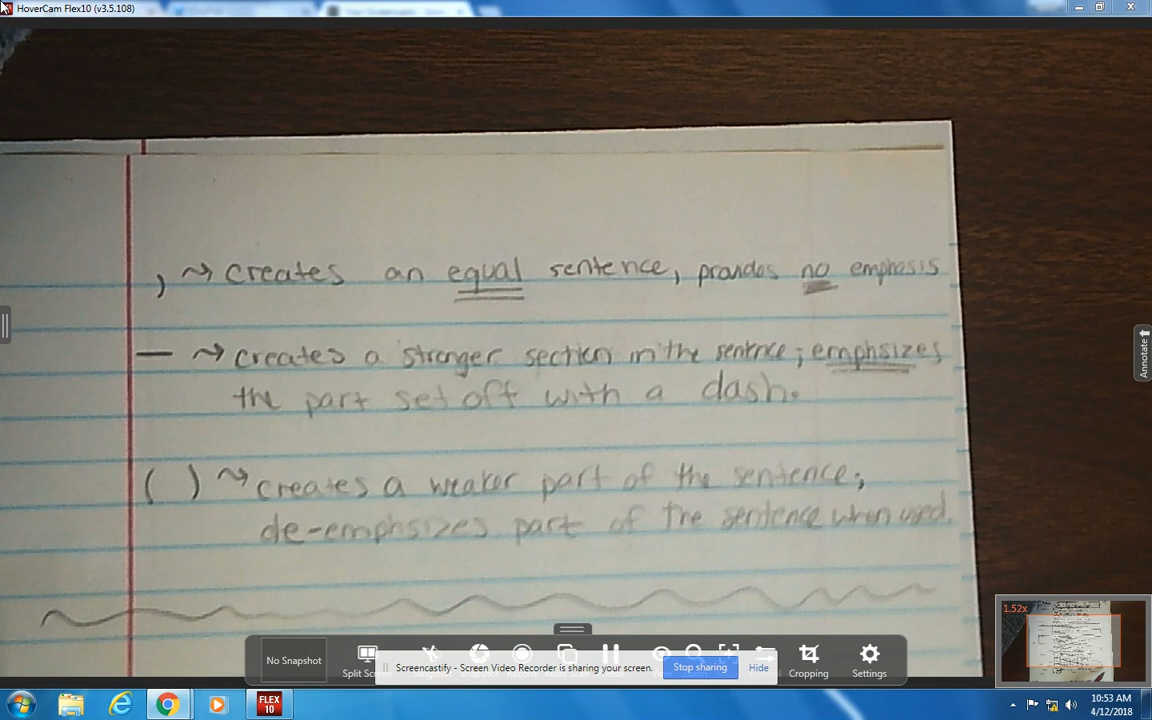 HoverCam Flex10 (v3.5.108)
, ~> creates an equal sentence, provides no emphasis
— ~> creates a stronger section in the sentnce; emphsizes
the part set off with a dash.
( ) ~> creates a weaker part of the sentence;
de-emphsizes part of the sentence when used.
Annotate
1.52x
No Snapshot
Split
Screencastify - Screen Video Recorder is sharing your screen.
Stop sharing
Hide
Cropping
Settings
FLEX
10
10:53 AM
4/12/2018